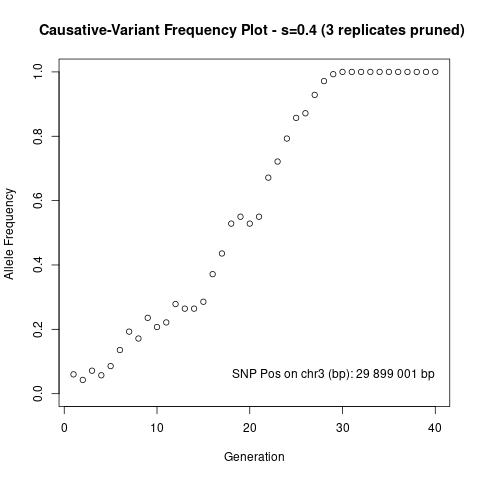 Causative-Variant Frequency Plot - s=0.4 (3 replicates pruned)
Allele Frequency
1.0
0.8
0.6
0.4
0.2
0.0
SNP Pos on chr3 (bp): 29 899 001 bp
0 10 20 30 40
Generation